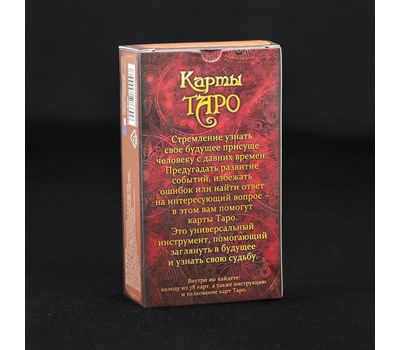 Карты
ТАРО
Стремление узнать
свое будущее присуще
человеку с давних времен.
Предугадать развитие
событий, избежать
ошибок или найти ответ
на интересующий вопрос –
в этом вам помогут
карты Таро.
Это универсальный
инструмент, помогающий
заглянуть в будущее
и узнать свою судьбу.
Внутри вы найдете:
колоду из 78 карт, а также инструкцию
и толкование карт Таро.